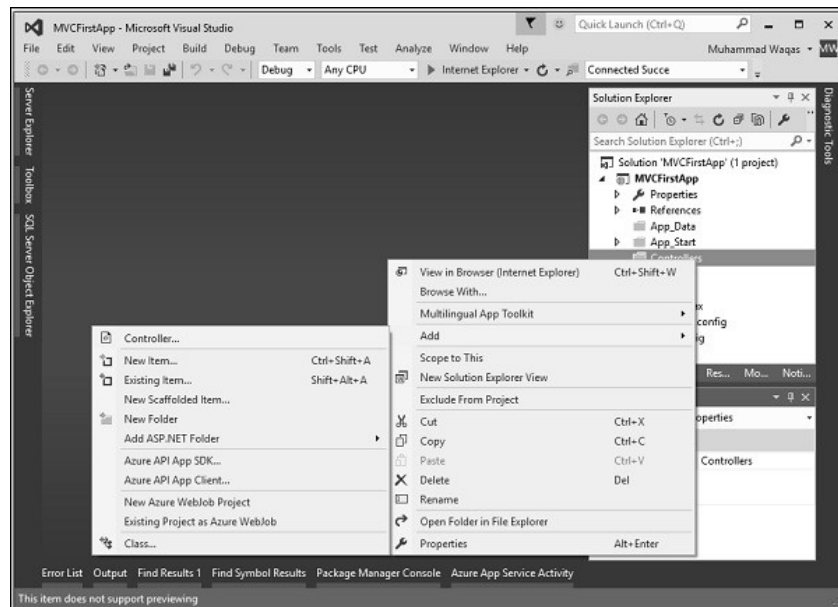 MVCFirstApp - Microsoft Visual Studio
Quick Launch (Ctrl+Q)
File Edit View Project Build Debug Team Tools Test Analyze Window Help
Muhammad Waqas
MW
Debug
Any CPU
Internet Explorer
Connected Succe
Server Explorer
Toolbox
SQL Server Object Explorer
Solution Explorer
Search Solution Explorer (Ctrl+;)
Solution 'MVCFirstApp' (1 project)
MVCFirstApp
Properties
References
App_Data
App_Start
Controllers
Diagnostic Tools
View in Browser (Internet Explorer) Ctrl+Shift+W
Browse With...
Multilingual App Toolkit
Add
Scope to This
New Solution Explorer View
Exclude From Project
Cut Ctrl+X
Copy Ctrl+C
Paste Ctrl+V
Delete Del
Rename
Open Folder in File Explorer
Properties Alt+Enter
Controller...
New Item... Ctrl+Shift+A
Existing Item... Shift+Alt+A
New Scaffolded Item...
New Folder
Add ASP.NET Folder
Azure API App SDK...
Azure API App Client...
New Azure WebJob Project
Existing Project as Azure WebJob
Class...
ax
config
ig
Res... Mo... Noti...
operties
Controllers
Error List Output Find Results 1 Find Symbol Results Package Manager Console Azure App Service Activity
This item does not support previewing